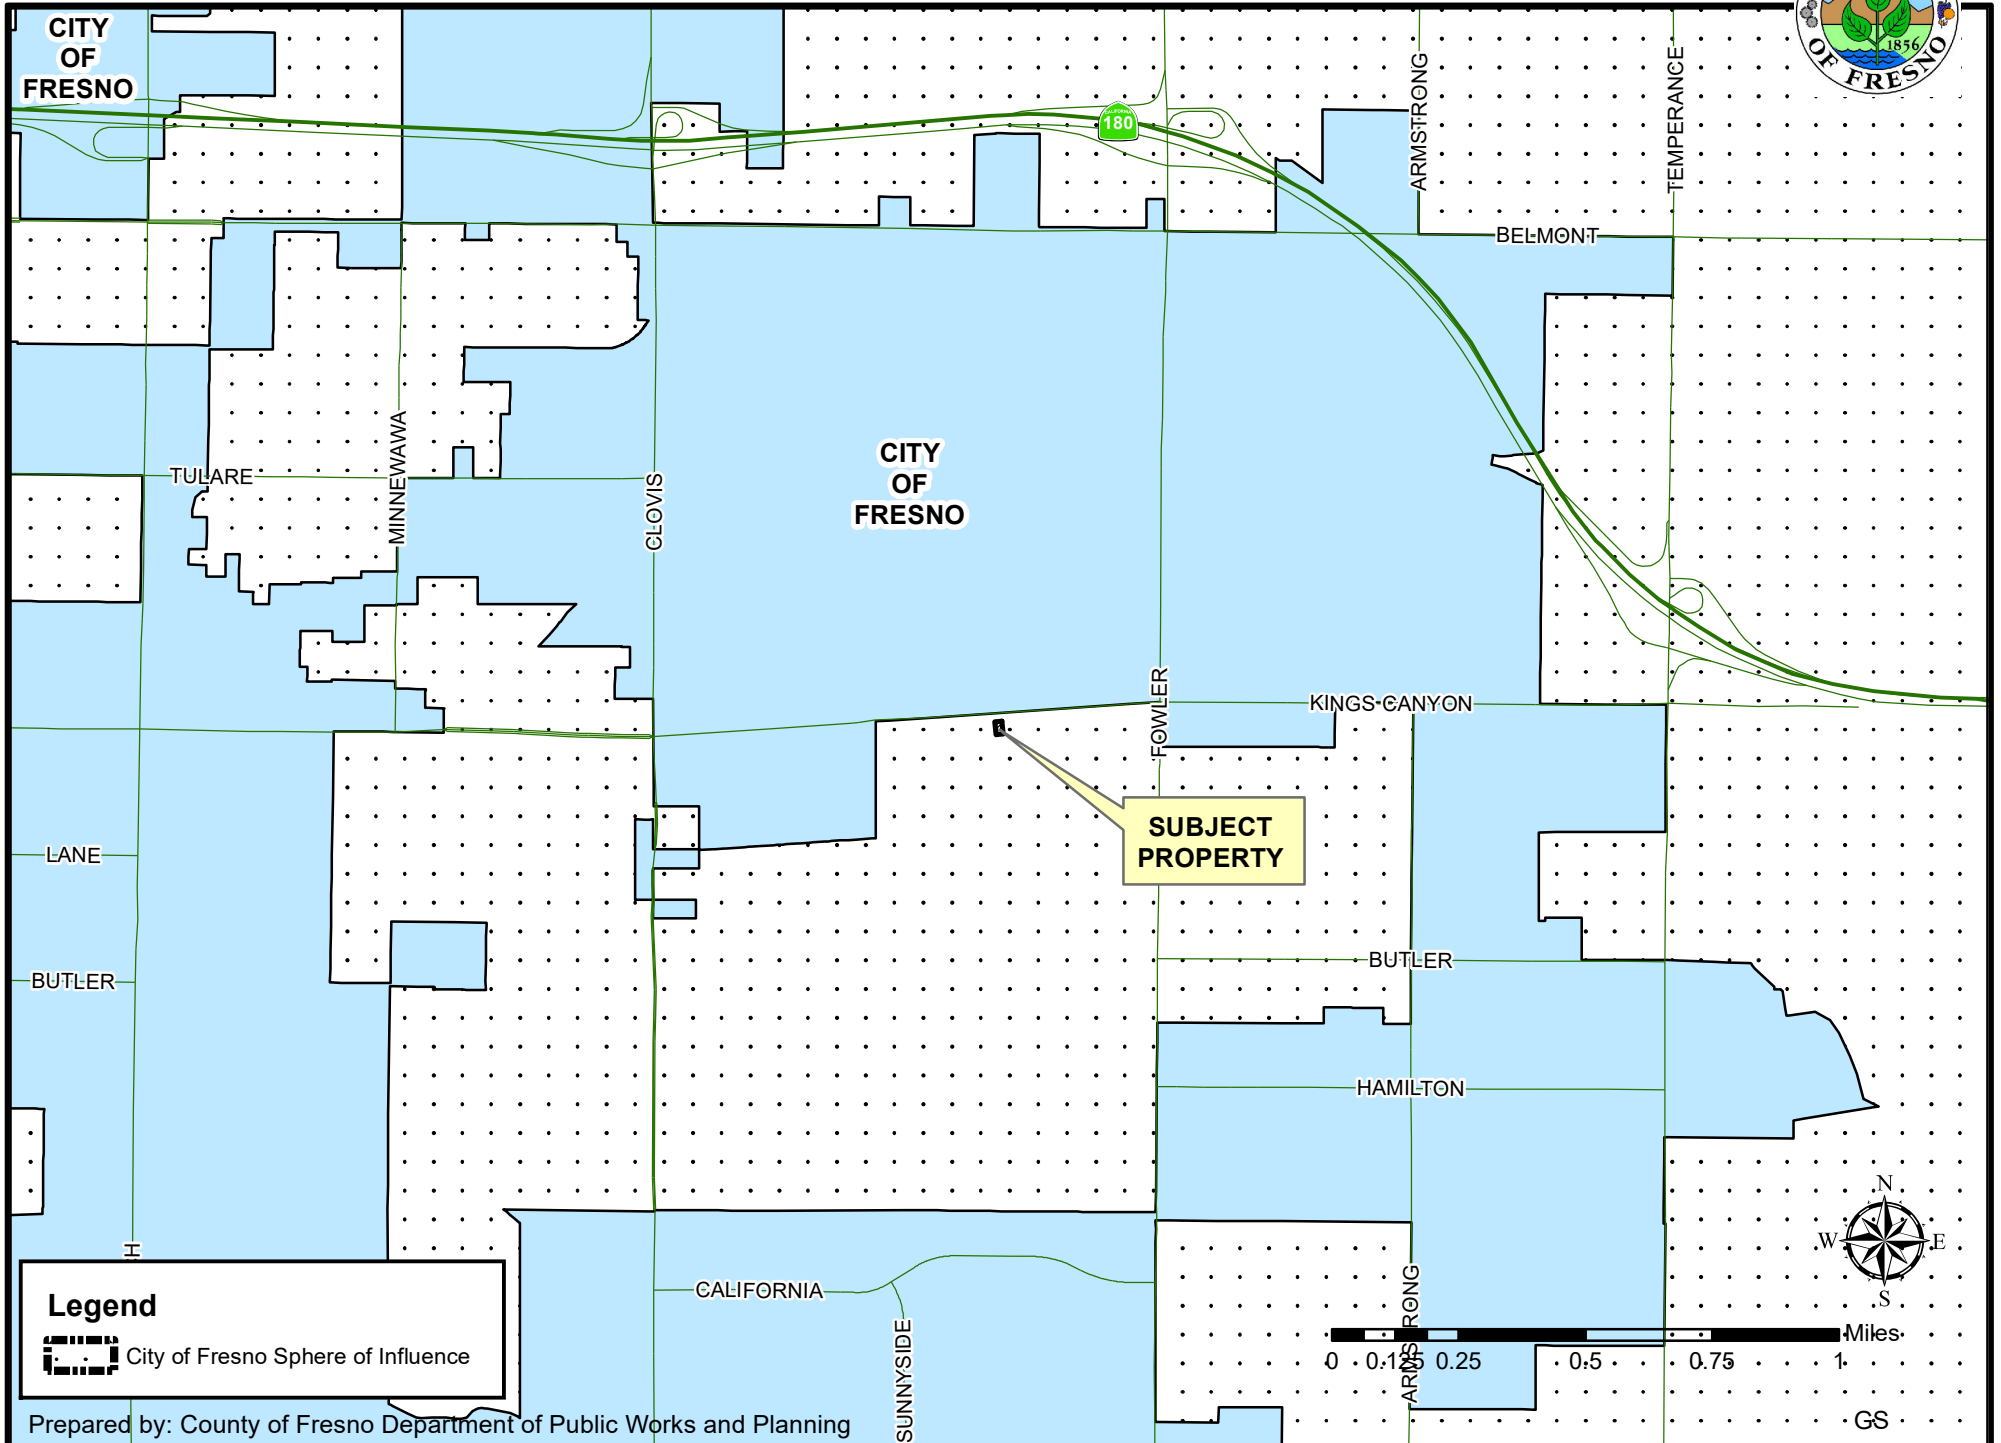 CITY
OF
FRESNO
OF FRESNO
1856
CALIFORNIA
180
ARMSTRONG
TEMPERANCE
BELMONT
TULARE
MINNEWAWA
CLOVIS
CITY
OF
FRESNO
FOWLER
KINGS CANYON
SUBJECT
PROPERTY
LANE
BUTLER
BUTLER
HAMILTON
H
CALIFORNIA
SUNNYSIDE
ARMSTRONG
N
W
E
S
Legend
City of Fresno Sphere of Influence
Miles
0 0.125 0.25 0.5 0.75 1
Prepared by: County of Fresno Department of Public Works and Planning
GS